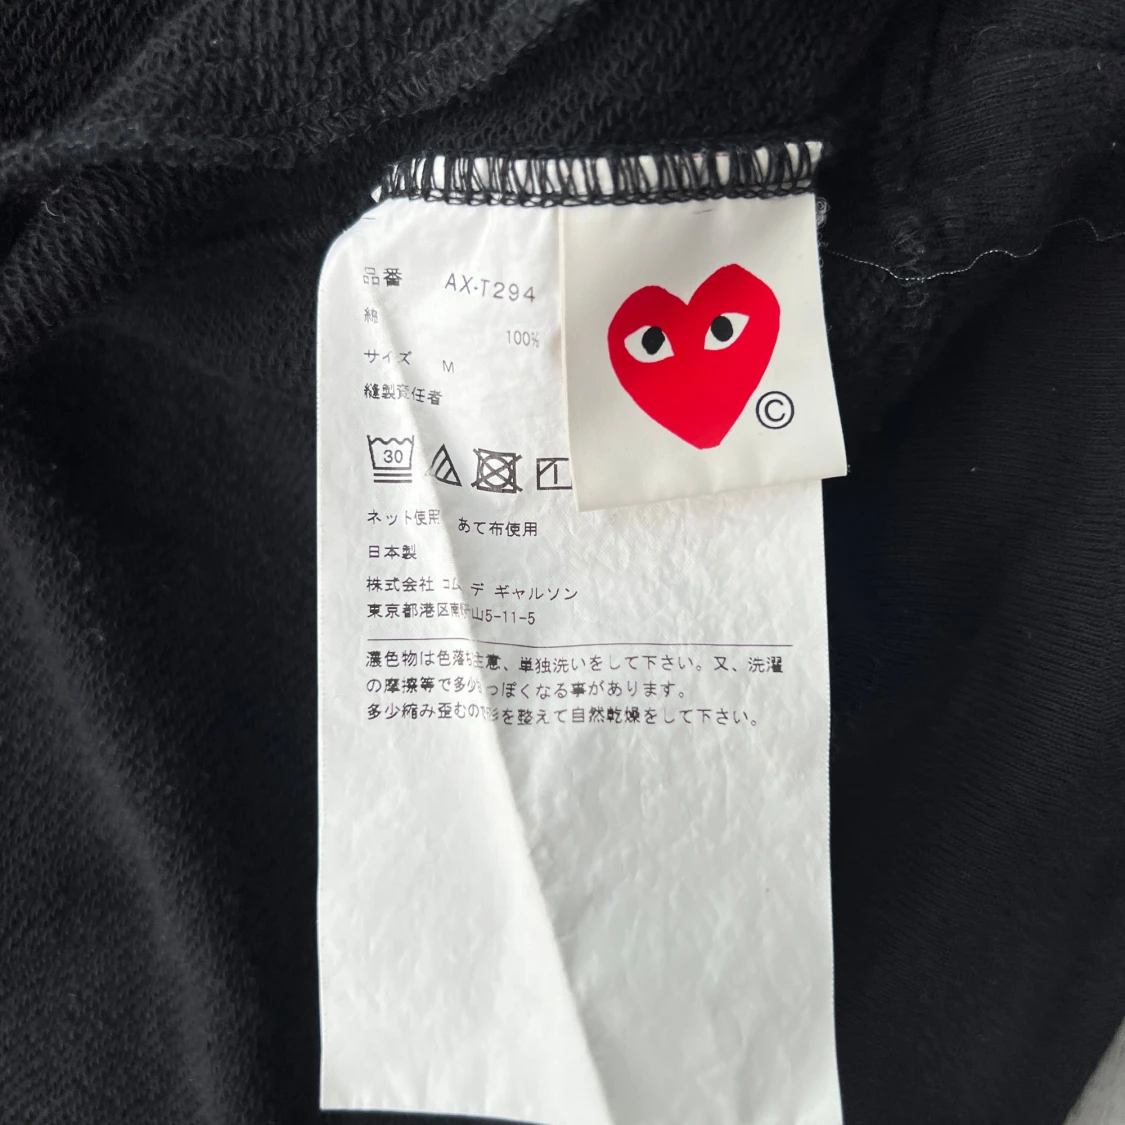 品番 AX-T294
綿 100%
サイズ M
縫製責任者
30
ネット使用 あて布使用
日本製
株式会社 コム デ ギャルソン
東京都港区南青山5-11-5
濃色物は色落ち注意、単独洗いをして下さい。又、洗濯
の摩擦等で多少白っぽくなる事があります。
多少縮み歪むので形を整えて自然乾燥をして下さい。
©